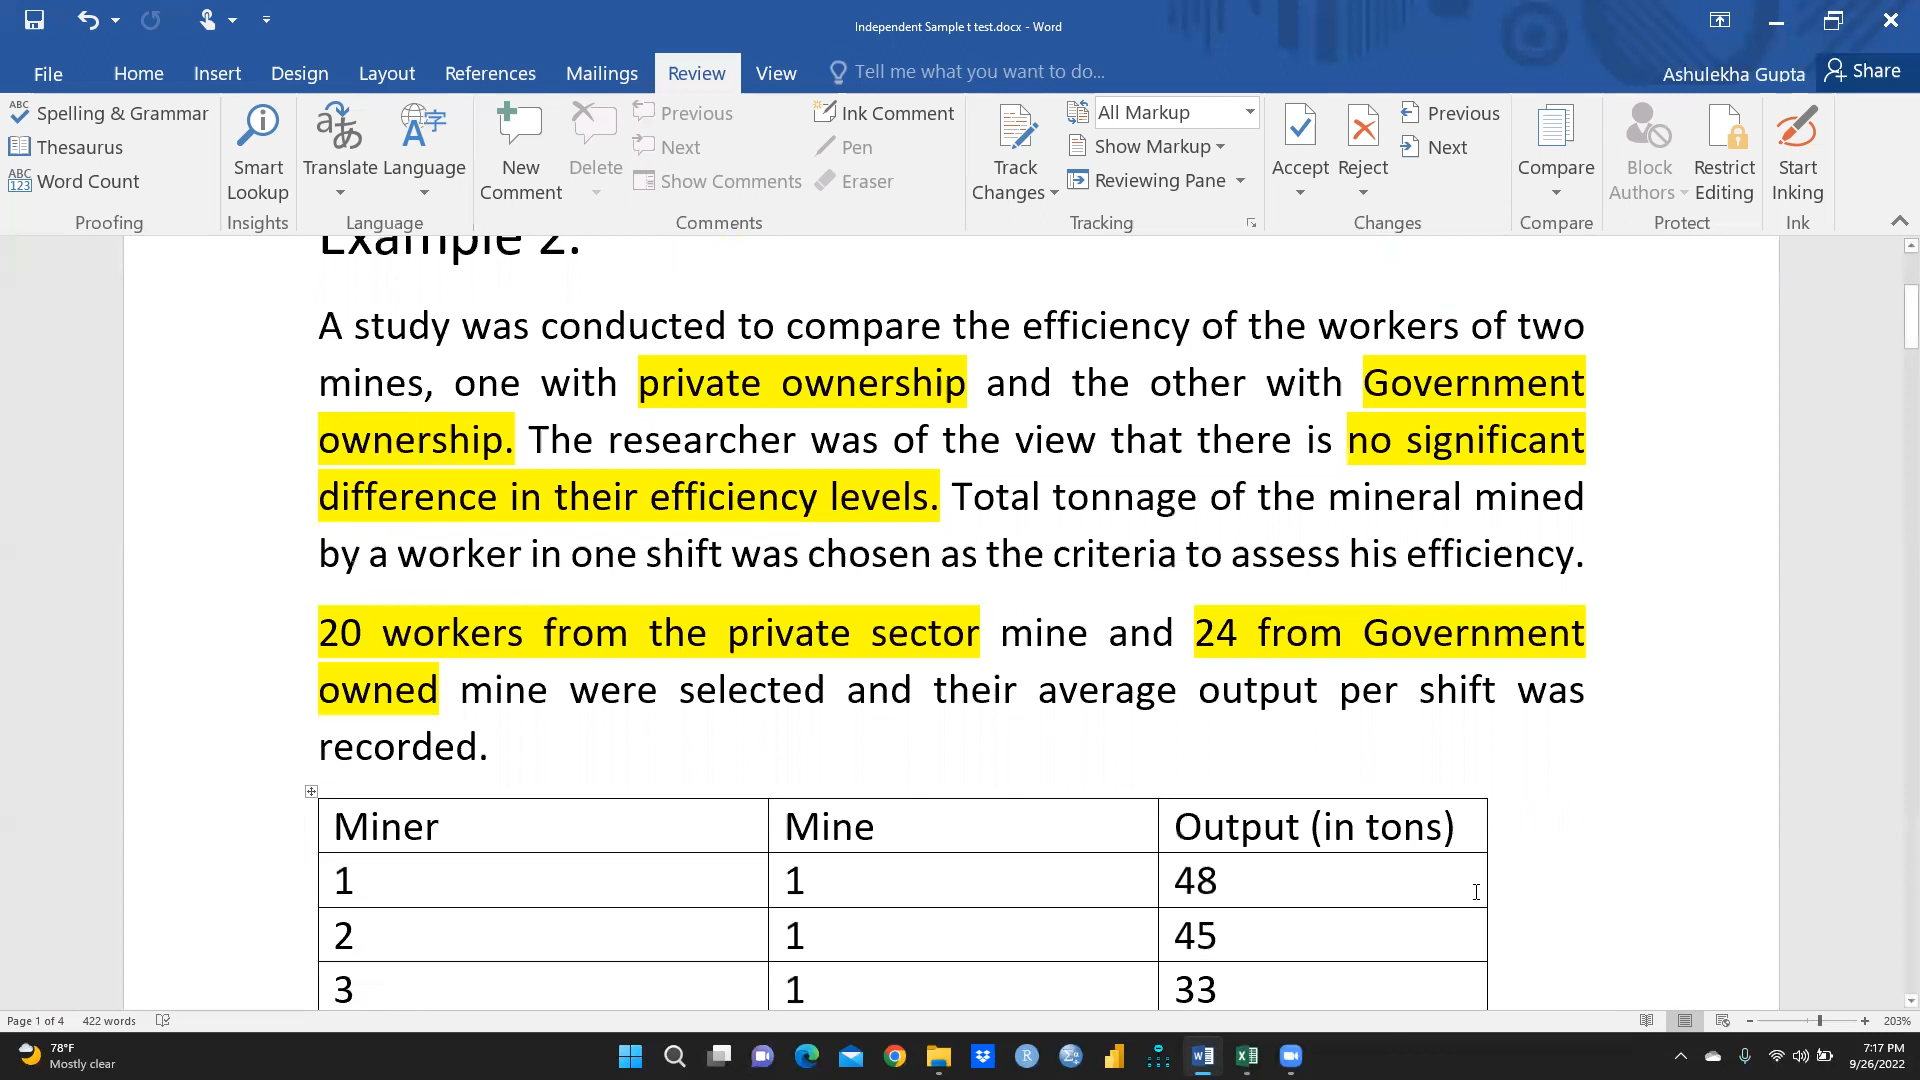 Independent Sample t test.docx - Word
File Home Insert Design Layout References Mailings Review View Tell me what you want to do... Ashulekha Gupta Share
ABC Spelling & Grammar
Thesaurus
ABC 123 Word Count
Proofing
Smart Lookup
Insights
Translate Language
Language
New Comment
Delete
Previous
Next
Show Comments
Ink Comment
Pen
Eraser
Comments
Track Changes
All Markup
Show Markup
Reviewing Pane
Tracking
Accept Reject
Previous
Next
Changes
Compare
Compare
Block Authors
Restrict Editing
Protect
Start Inking
Ink
Example 2:
A study was conducted to compare the efficiency of the workers of two
mines, one with private ownership and the other with Government
ownership. The researcher was of the view that there is no significant
difference in their efficiency levels. Total tonnage of the mineral mined
by a worker in one shift was chosen as the criteria to assess his efficiency.
20 workers from the private sector mine and 24 from Government
owned mine were selected and their average output per shift was
recorded.
Miner Mine Output (in tons)
1 1 48
2 1 45
3 1 33
Page 1 of 4 422 words 203%
78°F
Mostly clear
7:17 PM
9/26/2022